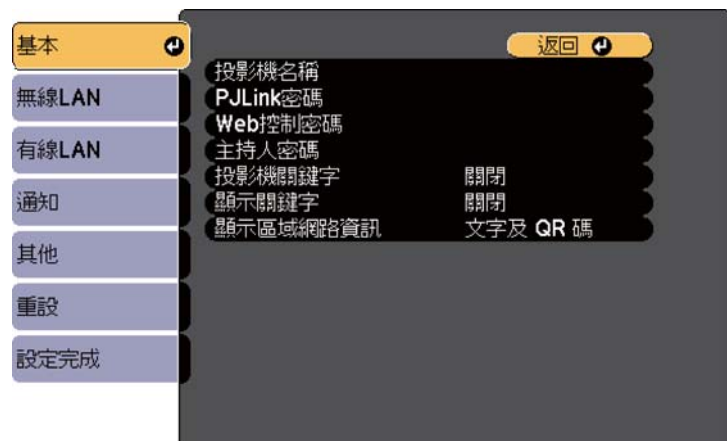 基本
無線LAN
有線LAN
通知
其他
重設
設定完成
返回
投影機名稱
PJLink密碼
Web控制密碼
主持人密碼
投影機關鍵字 關閉
顯示關鍵字 關閉
顯示區域網路資訊 文字及 QR 碼